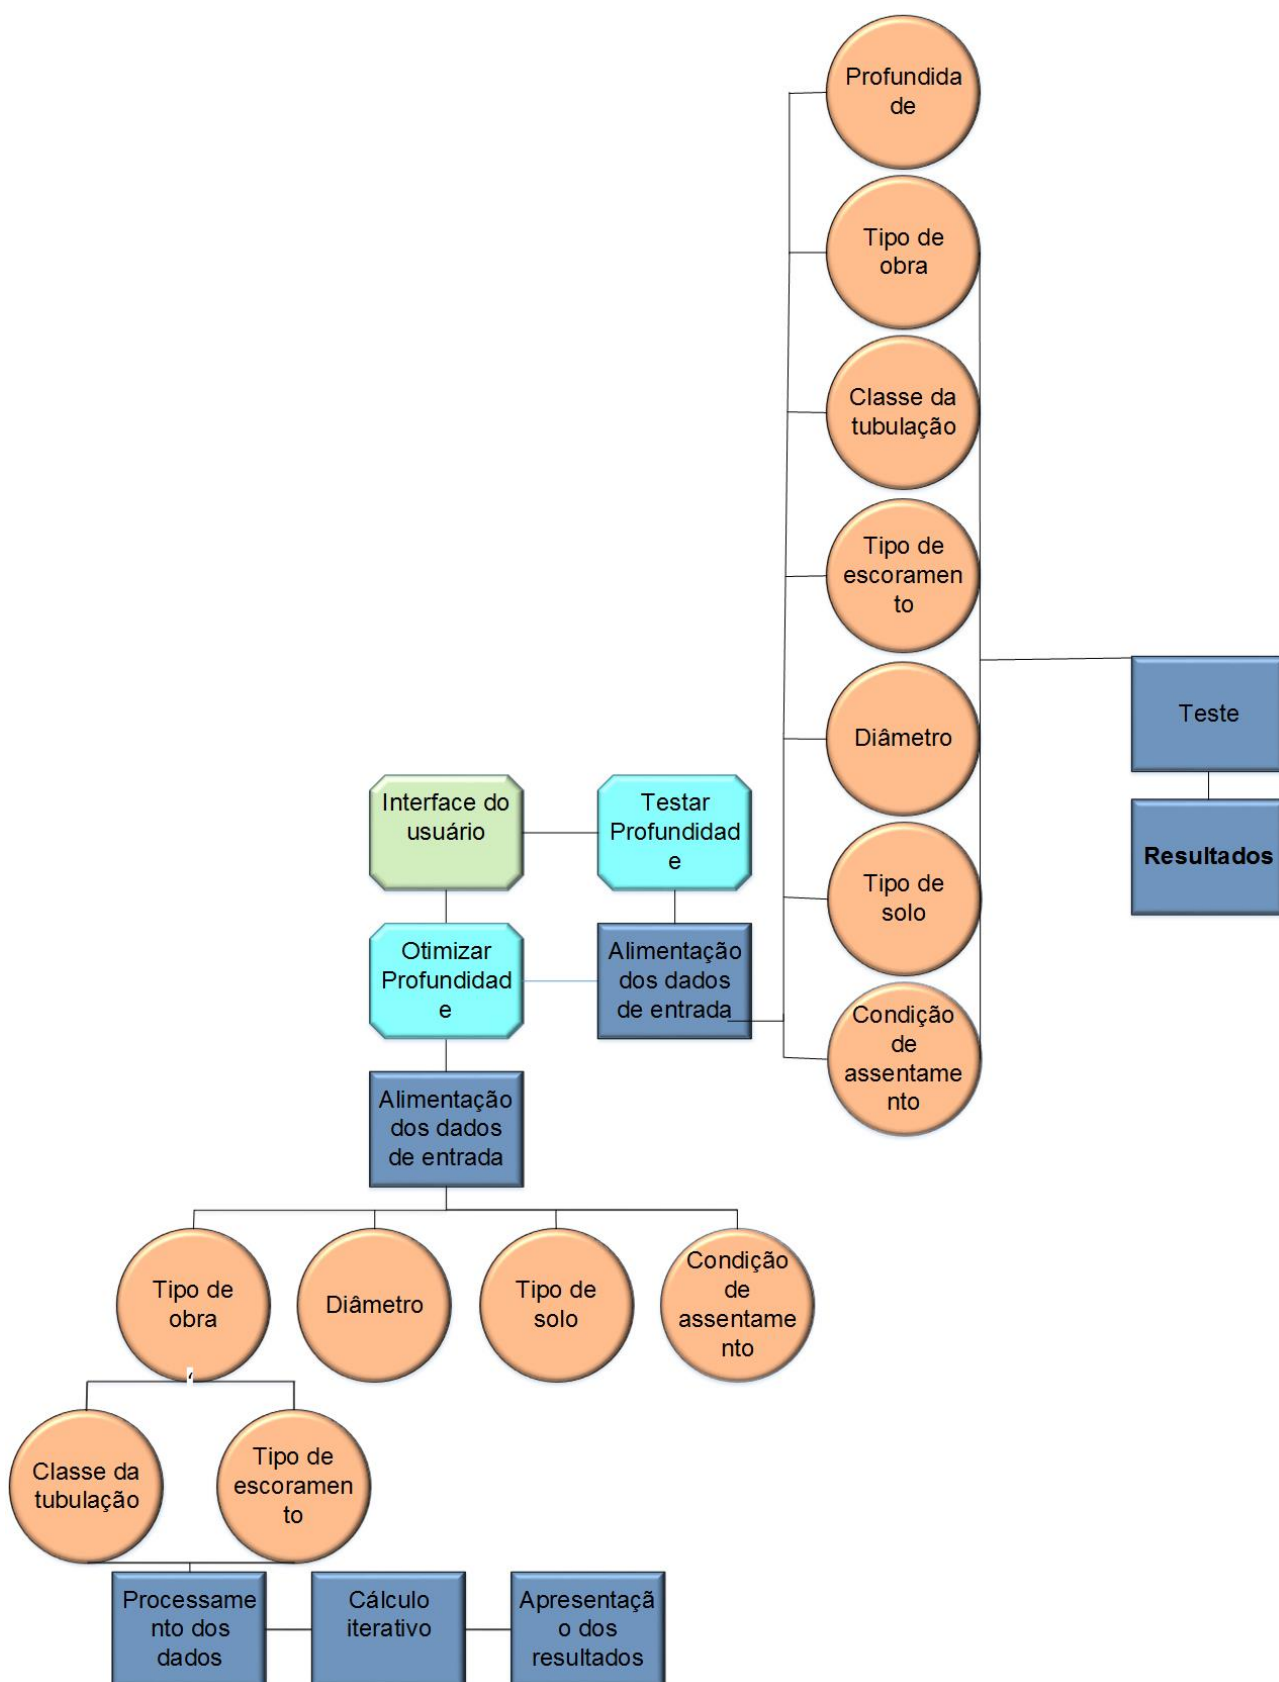 Profundida
de
Tipo de
obra
Classe da
tubulação
Tipo de
escoramen
to
Diâmetro
Tipo de
solo
Condição
de
assentame
nto
Teste
Resultados
Interface do
usuário
Testar
Profundidad
e
Otimizar
Profundidad
e
Alimentação
dos dados
de entrada
Alimentação
dos dados
de entrada
Tipo de
obra
Diâmetro
Tipo de
solo
Condição
de
assentame
nto
Classe da
tubulação
Tipo de
escoramen
to
Processame
nto dos
dados
Cálculo
iterativo
Apresentaçã
o dos
resultados